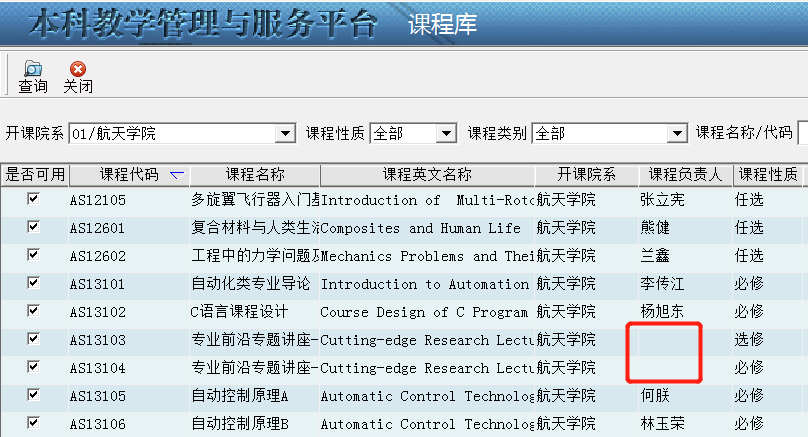 本科教学管理与服务平台 课程库
查询 关闭
开课院系 01/航天学院 课程性质 全部 课程类别 全部 课程名称/代码
是否可用 课程代码 课程名称 课程英文名称 开课院系 课程负责人 课程性质
AS12105 多旋翼飞行器入门 Introduction of Multi-Roto 航天学院 张立宪 任选
AS12601 复合材料与人类生 Composites and Human Life 航天学院 熊健 任选
AS12602 工程中的力学问题 Mechanics Problems and Thei 航天学院 兰鑫 任选
AS13101 自动化类专业导论 Introduction to Automation 航天学院 李传江 必修
AS13102 C语言课程设计 Course Design of C Program 航天学院 杨旭东 必修
AS13103 专业前沿专题讲座- Cutting-edge Research Lectu 航天学院 选修
AS13104 专业前沿专题讲座- Cutting-edge Research Lectu 航天学院 必修
AS13105 自动控制原理A Automatic Control Technolog 航天学院 何朕 必修
AS13106 自动控制原理B Automatic Control Technolog 航天学院 林玉荣 必修